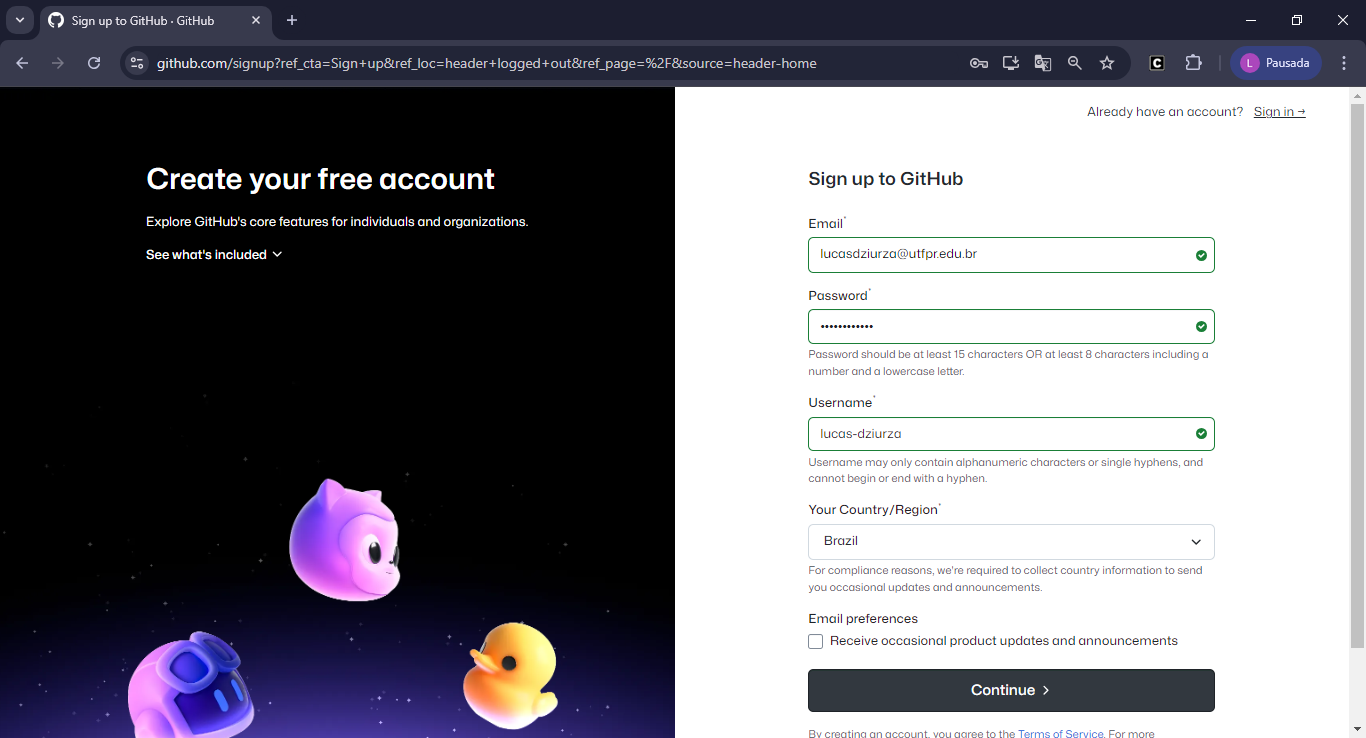 Sign up to GitHub · GitHub
github.com/signup?ref_cta=Sign+up&ref_loc=header+logged+out&ref_page=%2F&source=header-home
C
L Pausada
Already have an account? Sign in →
Create your free account
Explore GitHub's core features for individuals and organizations.
See what's included
Sign up to GitHub
Email*
lucasdziurza@utfpr.edu.br
Password*
••••••••••••
Password should be at least 15 characters OR at least 8 characters including a
number and a lowercase letter.
Username*
lucas-dziurza
Username may only contain alphanumeric characters or single hyphens, and
cannot begin or end with a hyphen.
Your Country/Region*
Brazil
For compliance reasons, we're required to collect country information to send
you occasional updates and announcements.
Email preferences
Receive occasional product updates and announcements
Continue
By creating an account, you agree to the Terms of Service. For more